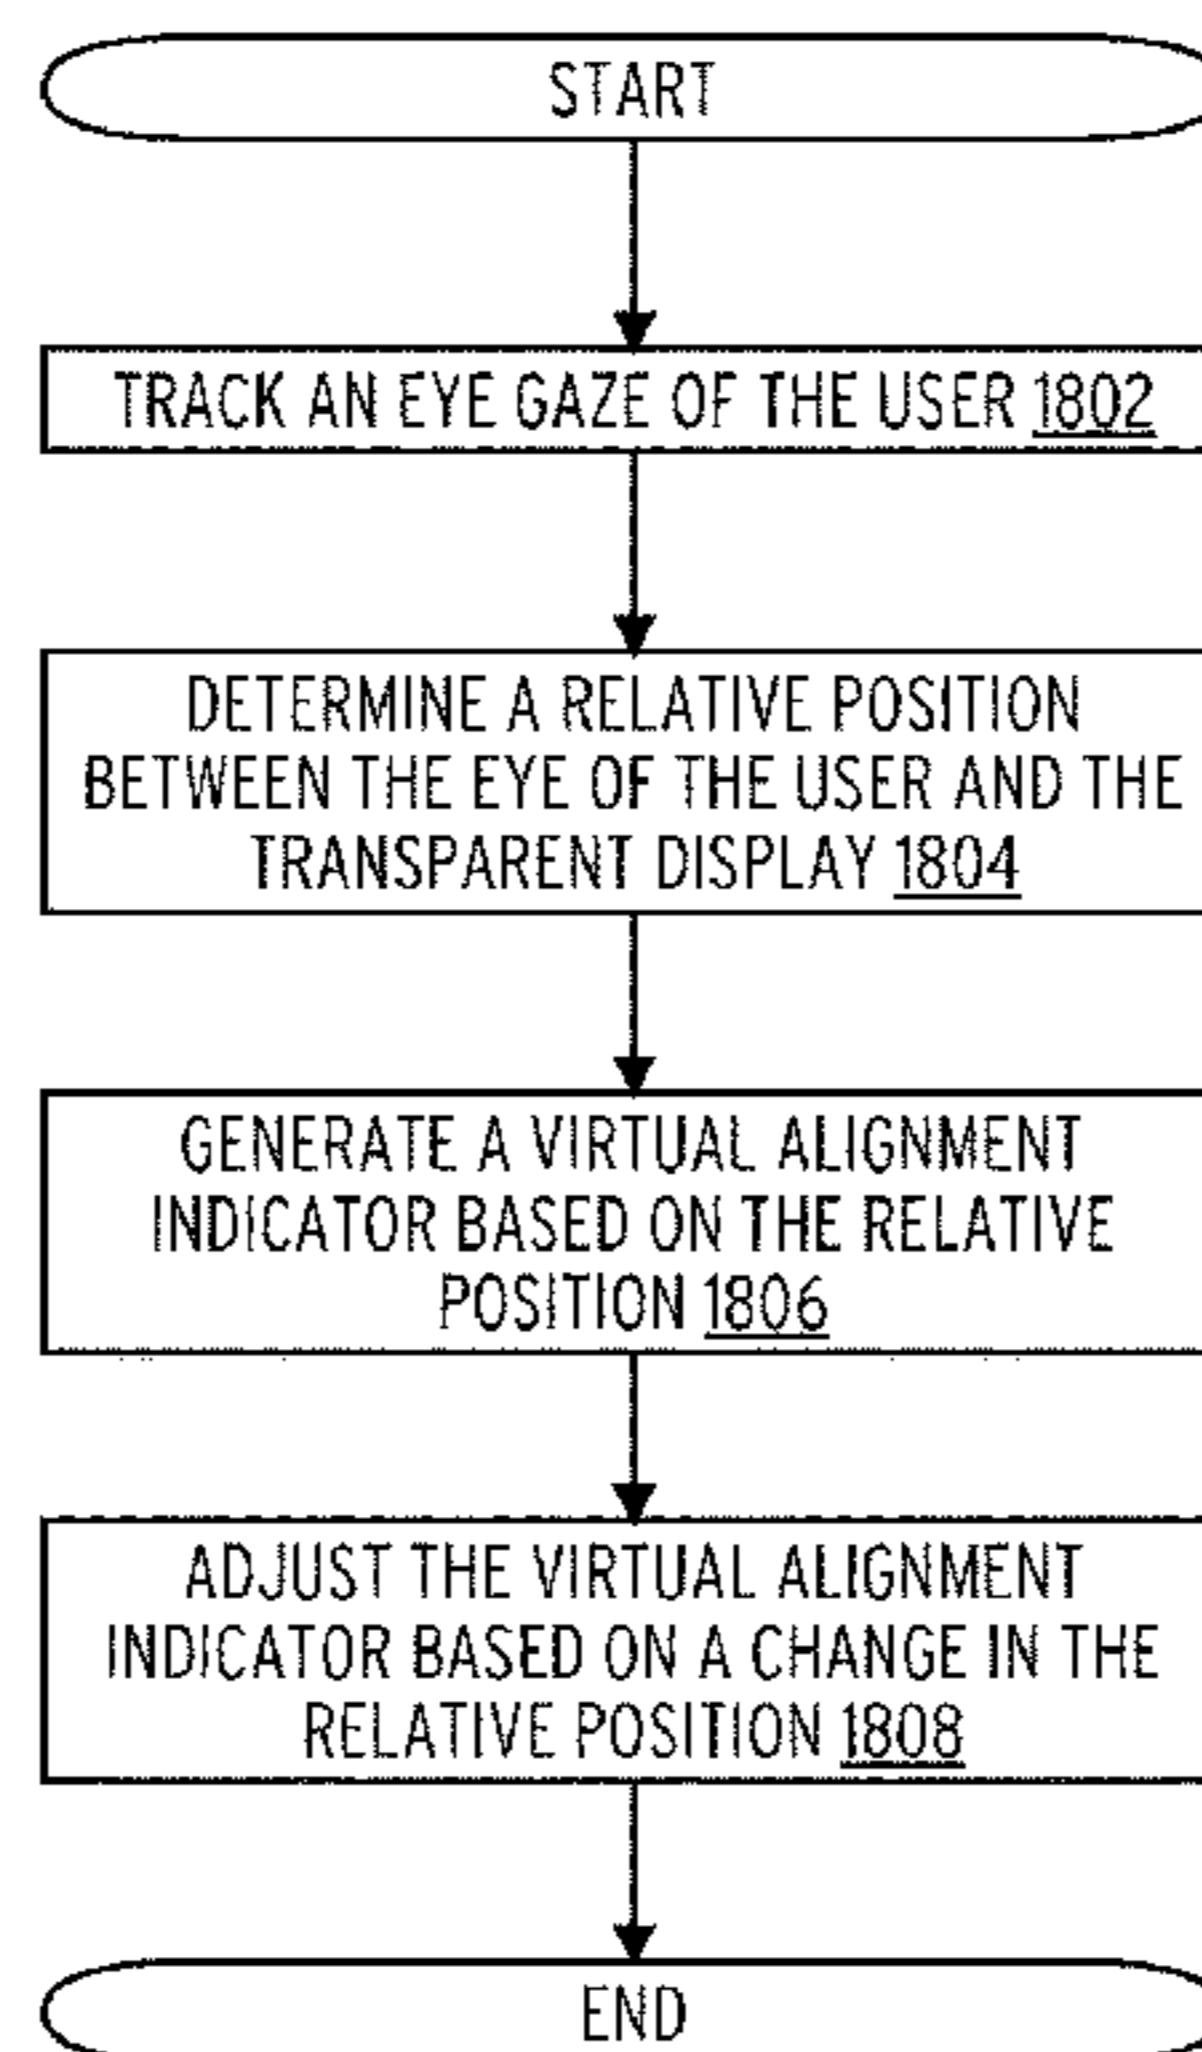 START
TRACK AN EYE GAZE OF THE USER 1802
DETERMINE A RELATIVE POSITION
BETWEEN THE EYE OF THE USER AND THE
TRANSPARENT DISPLAY 1804
GENERATE A VIRTUAL ALIGNMENT
INDICATOR BASED ON THE RELATIVE
POSITION 1806
ADJUST THE VIRTUAL ALIGNMENT
INDICATOR BASED ON A CHANGE IN THE
RELATIVE POSITION 1808
END